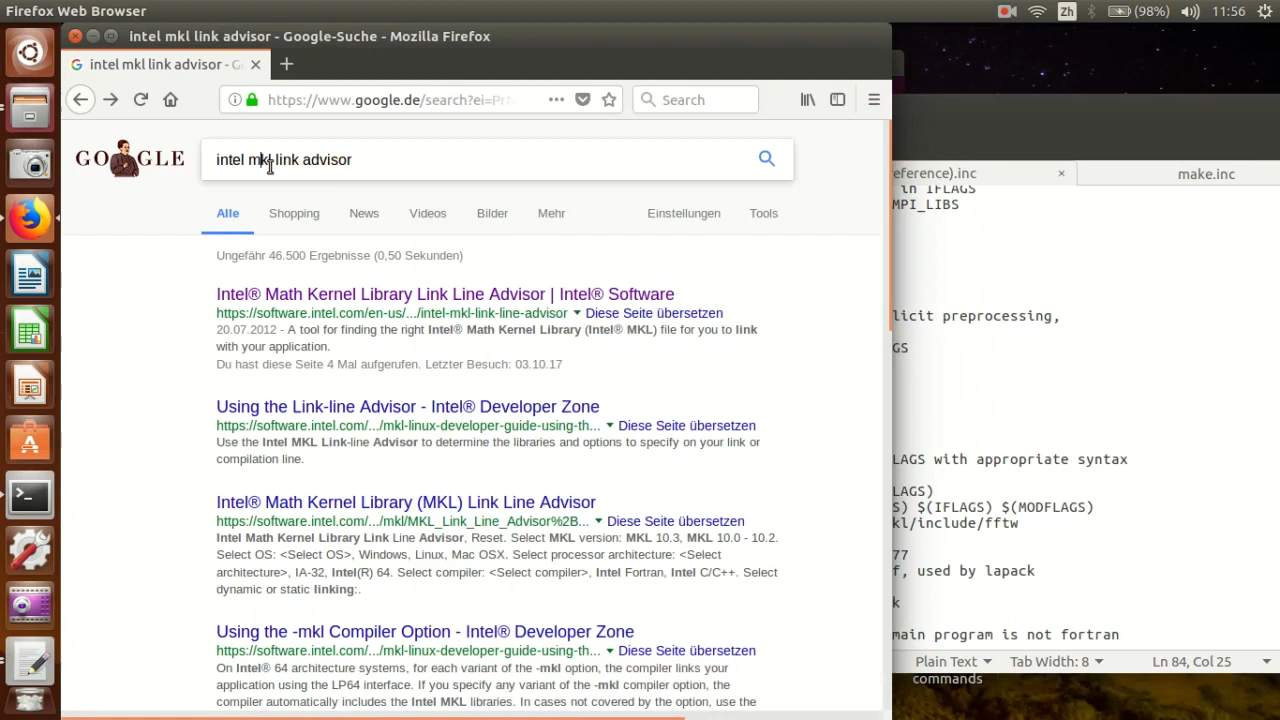 Firefox Web Browser
Zh
(98%)
11:56
intel mkl link advisor - Google-Suche - Mozilla Firefox
intel mkl link advisor - G
https://www.google.de/search?ei=Pr
Search
GOOGLE
intel mkl link advisor
Alle Shopping News Videos Bilder Mehr Einstellungen Tools
Ungefähr 46.500 Ergebnisse (0,50 Sekunden)
Intel® Math Kernel Library Link Line Advisor | Intel® Software
https://software.intel.com/en-us/.../intel-mkl-link-line-advisor Diese Seite übersetzen
20.07.2012 - A tool for finding the right Intel® Math Kernel Library (Intel® MKL) file for you to link
with your application.
Du hast diese Seite 4 Mal aufgerufen. Letzter Besuch: 03.10.17
Using the Link-line Advisor - Intel® Developer Zone
https://software.intel.com/.../mkl-linux-developer-guide-using-th... Diese Seite übersetzen
Use the Intel MKL Link-line Advisor to determine the libraries and options to specify on your link or
compilation line.
Intel® Math Kernel Library (MKL) Link Line Advisor
https://software.intel.com/.../mkl/MKL_Link_Line_Advisor%2B... Diese Seite übersetzen
Intel Math Kernel Library Link Line Advisor, Reset. Select MKL version: MKL 10.3, MKL 10.0 - 10.2.
Select OS: <Select OS>, Windows, Linux, Mac OSX. Select processor architecture: <Select
architecture>, IA-32, Intel(R) 64. Select compiler: <Select compiler>, Intel Fortran, Intel C/C++. Select
dynamic or static linking:.
Using the -mkl Compiler Option - Intel® Developer Zone
https://software.intel.com/.../mkl-linux-developer-guide-using-th... Diese Seite übersetzen
On Intel® 64 architecture systems, for each variant of the -mkl option, the compiler links your
application using the LP64 interface. If you specify any variant of the -mkl compiler option, the
compiler automatically includes the Intel MKL libraries. In cases not covered by the option, use the
eference).inc
make.inc
in IFLAGS
MPI_LIBS
licit preprocessing,
GS
LAGS with appropriate syntax
LAGS)
S) $(IFLAGS) $(MODFLAGS)
kl/include/fftw
77
f, used by lapack
k
main program is not fortran
Plain Text Tab Width: 8 Ln 84, Col 25
commands